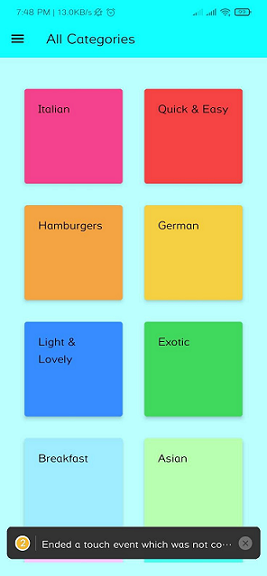 7:48 PM | 13.0KB/s
All Categories
Italian
Quick & Easy
Hamburgers
German
Light &
Lovely
Exotic
Breakfast
Asian
2
Ended a touch event which was not co...